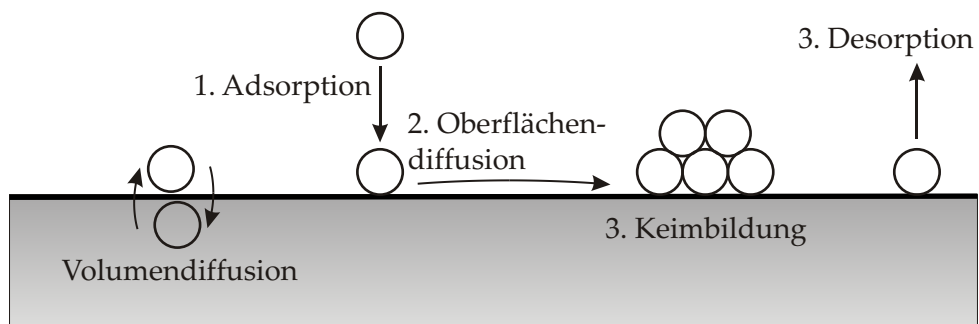 3. Desorption
1. Adsorption
2. Oberflächen-
diffusion
3. Keimbildung
Volumendiffusion